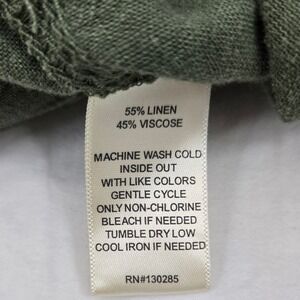 55% LINEN
45% VISCOSE
MACHINE WASH COLD
INSIDE OUT
WITH LIKE COLORS
GENTLE CYCLE
ONLY NON-CHLORINE
BLEACH IF NEEDED
TUMBLE DRY LOW
COOL IRON IF NEEDED
RN#130285